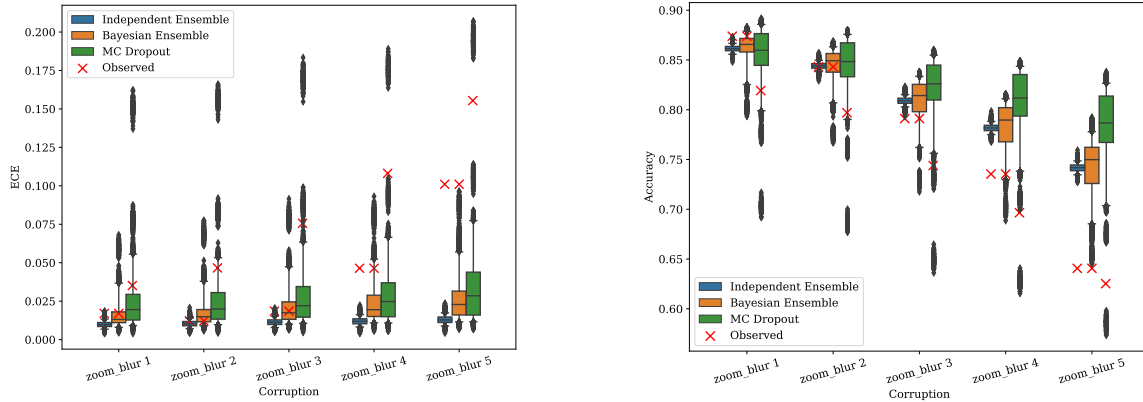 0.200
0.175
0.150
0.125
0.100
0.075
0.050
0.025
0.000
ECE
Independent Ensemble
Bayesian Ensemble
MC Dropout
Observed
zoom_blur 1
zoom_blur 2
zoom_blur 3
zoom_blur 4
zoom_blur 5
Corruption
0.90
0.85
0.80
0.75
0.70
0.65
0.60
Accuracy
Independent Ensemble
Bayesian Ensemble
MC Dropout
Observed
zoom_blur 1
zoom_blur 2
zoom_blur 3
zoom_blur 4
zoom_blur 5
Corruption